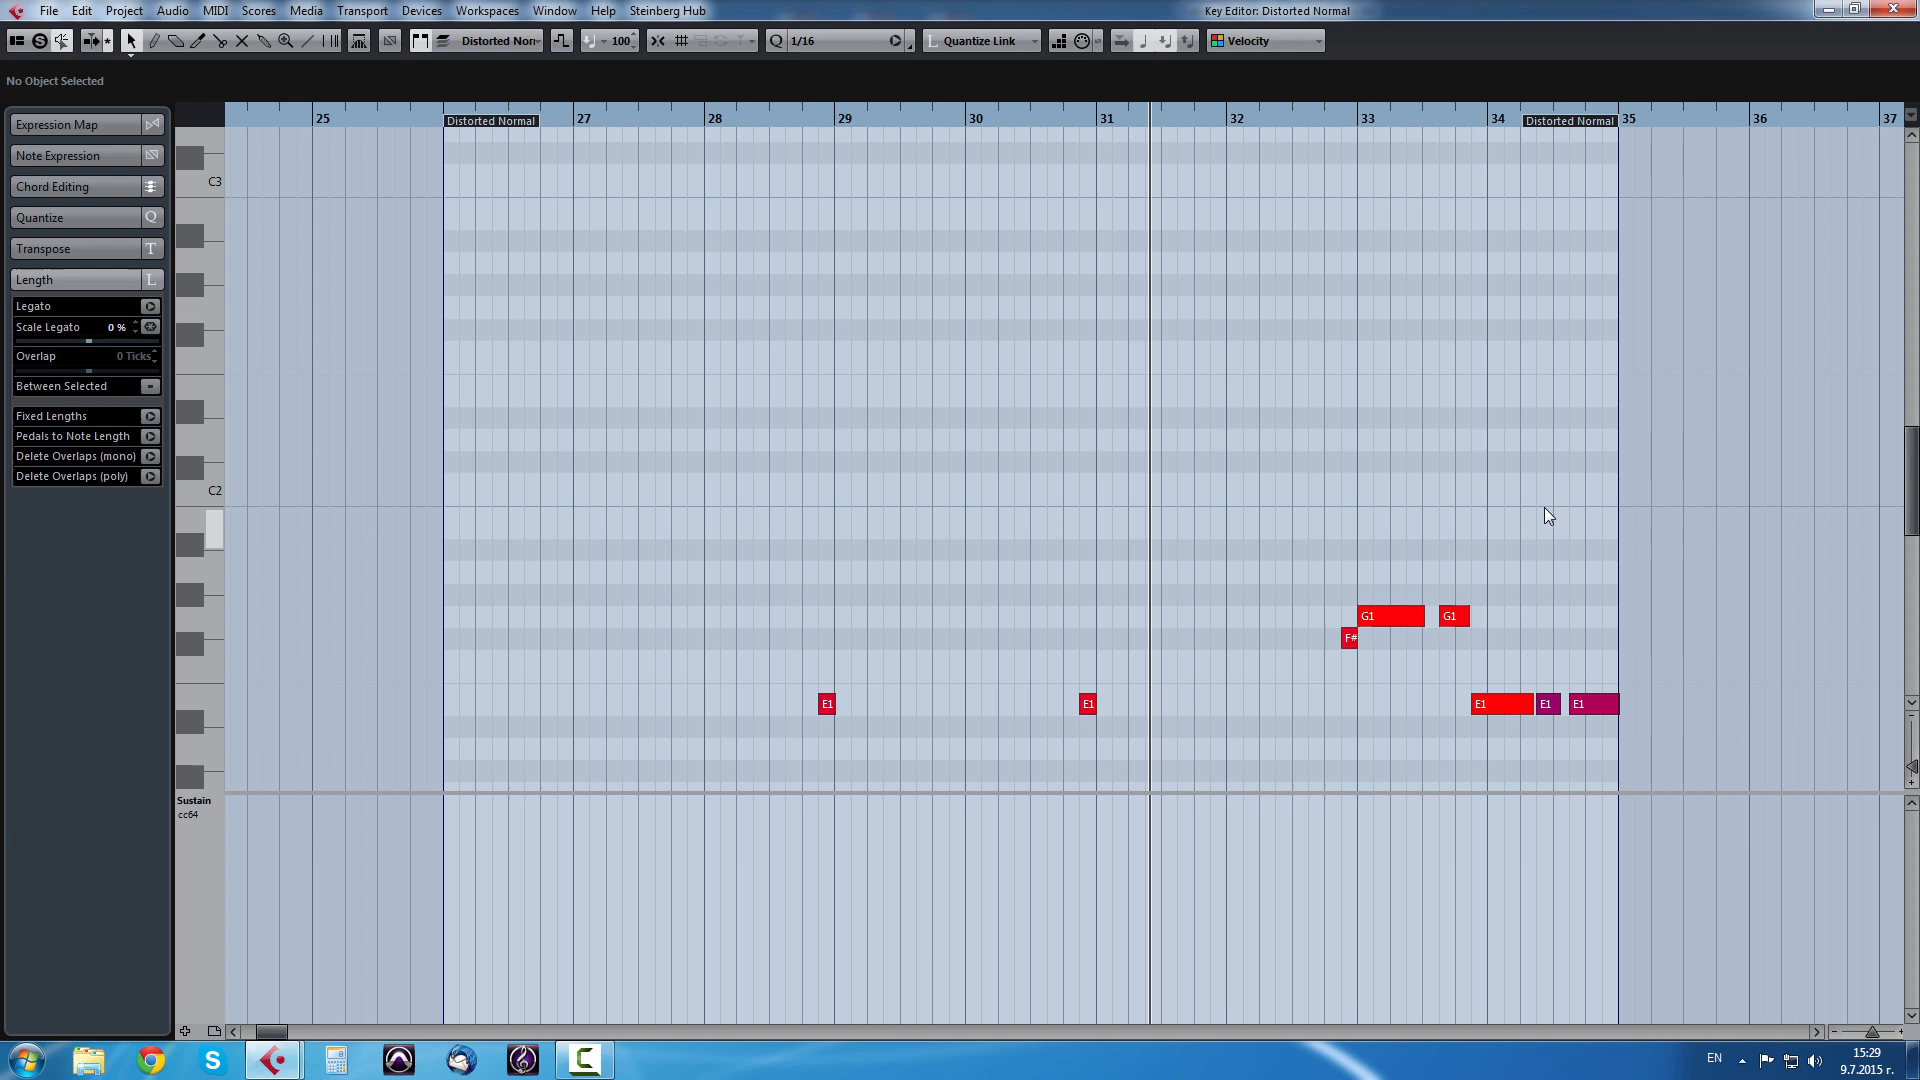 File Edit Project Audio MIDI Scores Media Transport Devices Workspaces Window Help Steinberg Hub
Key Editor: Distorted Normal
Distorted Nor
100
Q 1/16
L Quantize Link
Velocity
No Object Selected
Expression Map
Note Expression
Chord Editing
Quantize Q
Transpose T
Length L
Legato
Scale Legato 0 %
Overlap 0 Ticks
Between Selected
Fixed Lengths
Pedals to Note Length
Delete Overlaps (mono)
Delete Overlaps (poly)
25 Distorted Normal 27 28 29 30 31 32 33 34 Distorted Normal 35 36 37
C3
C2
G1 G1
F#
E1 E1 E1 E1 E1
Sustain
cc64
EN
15:29
9.7.2015 г.